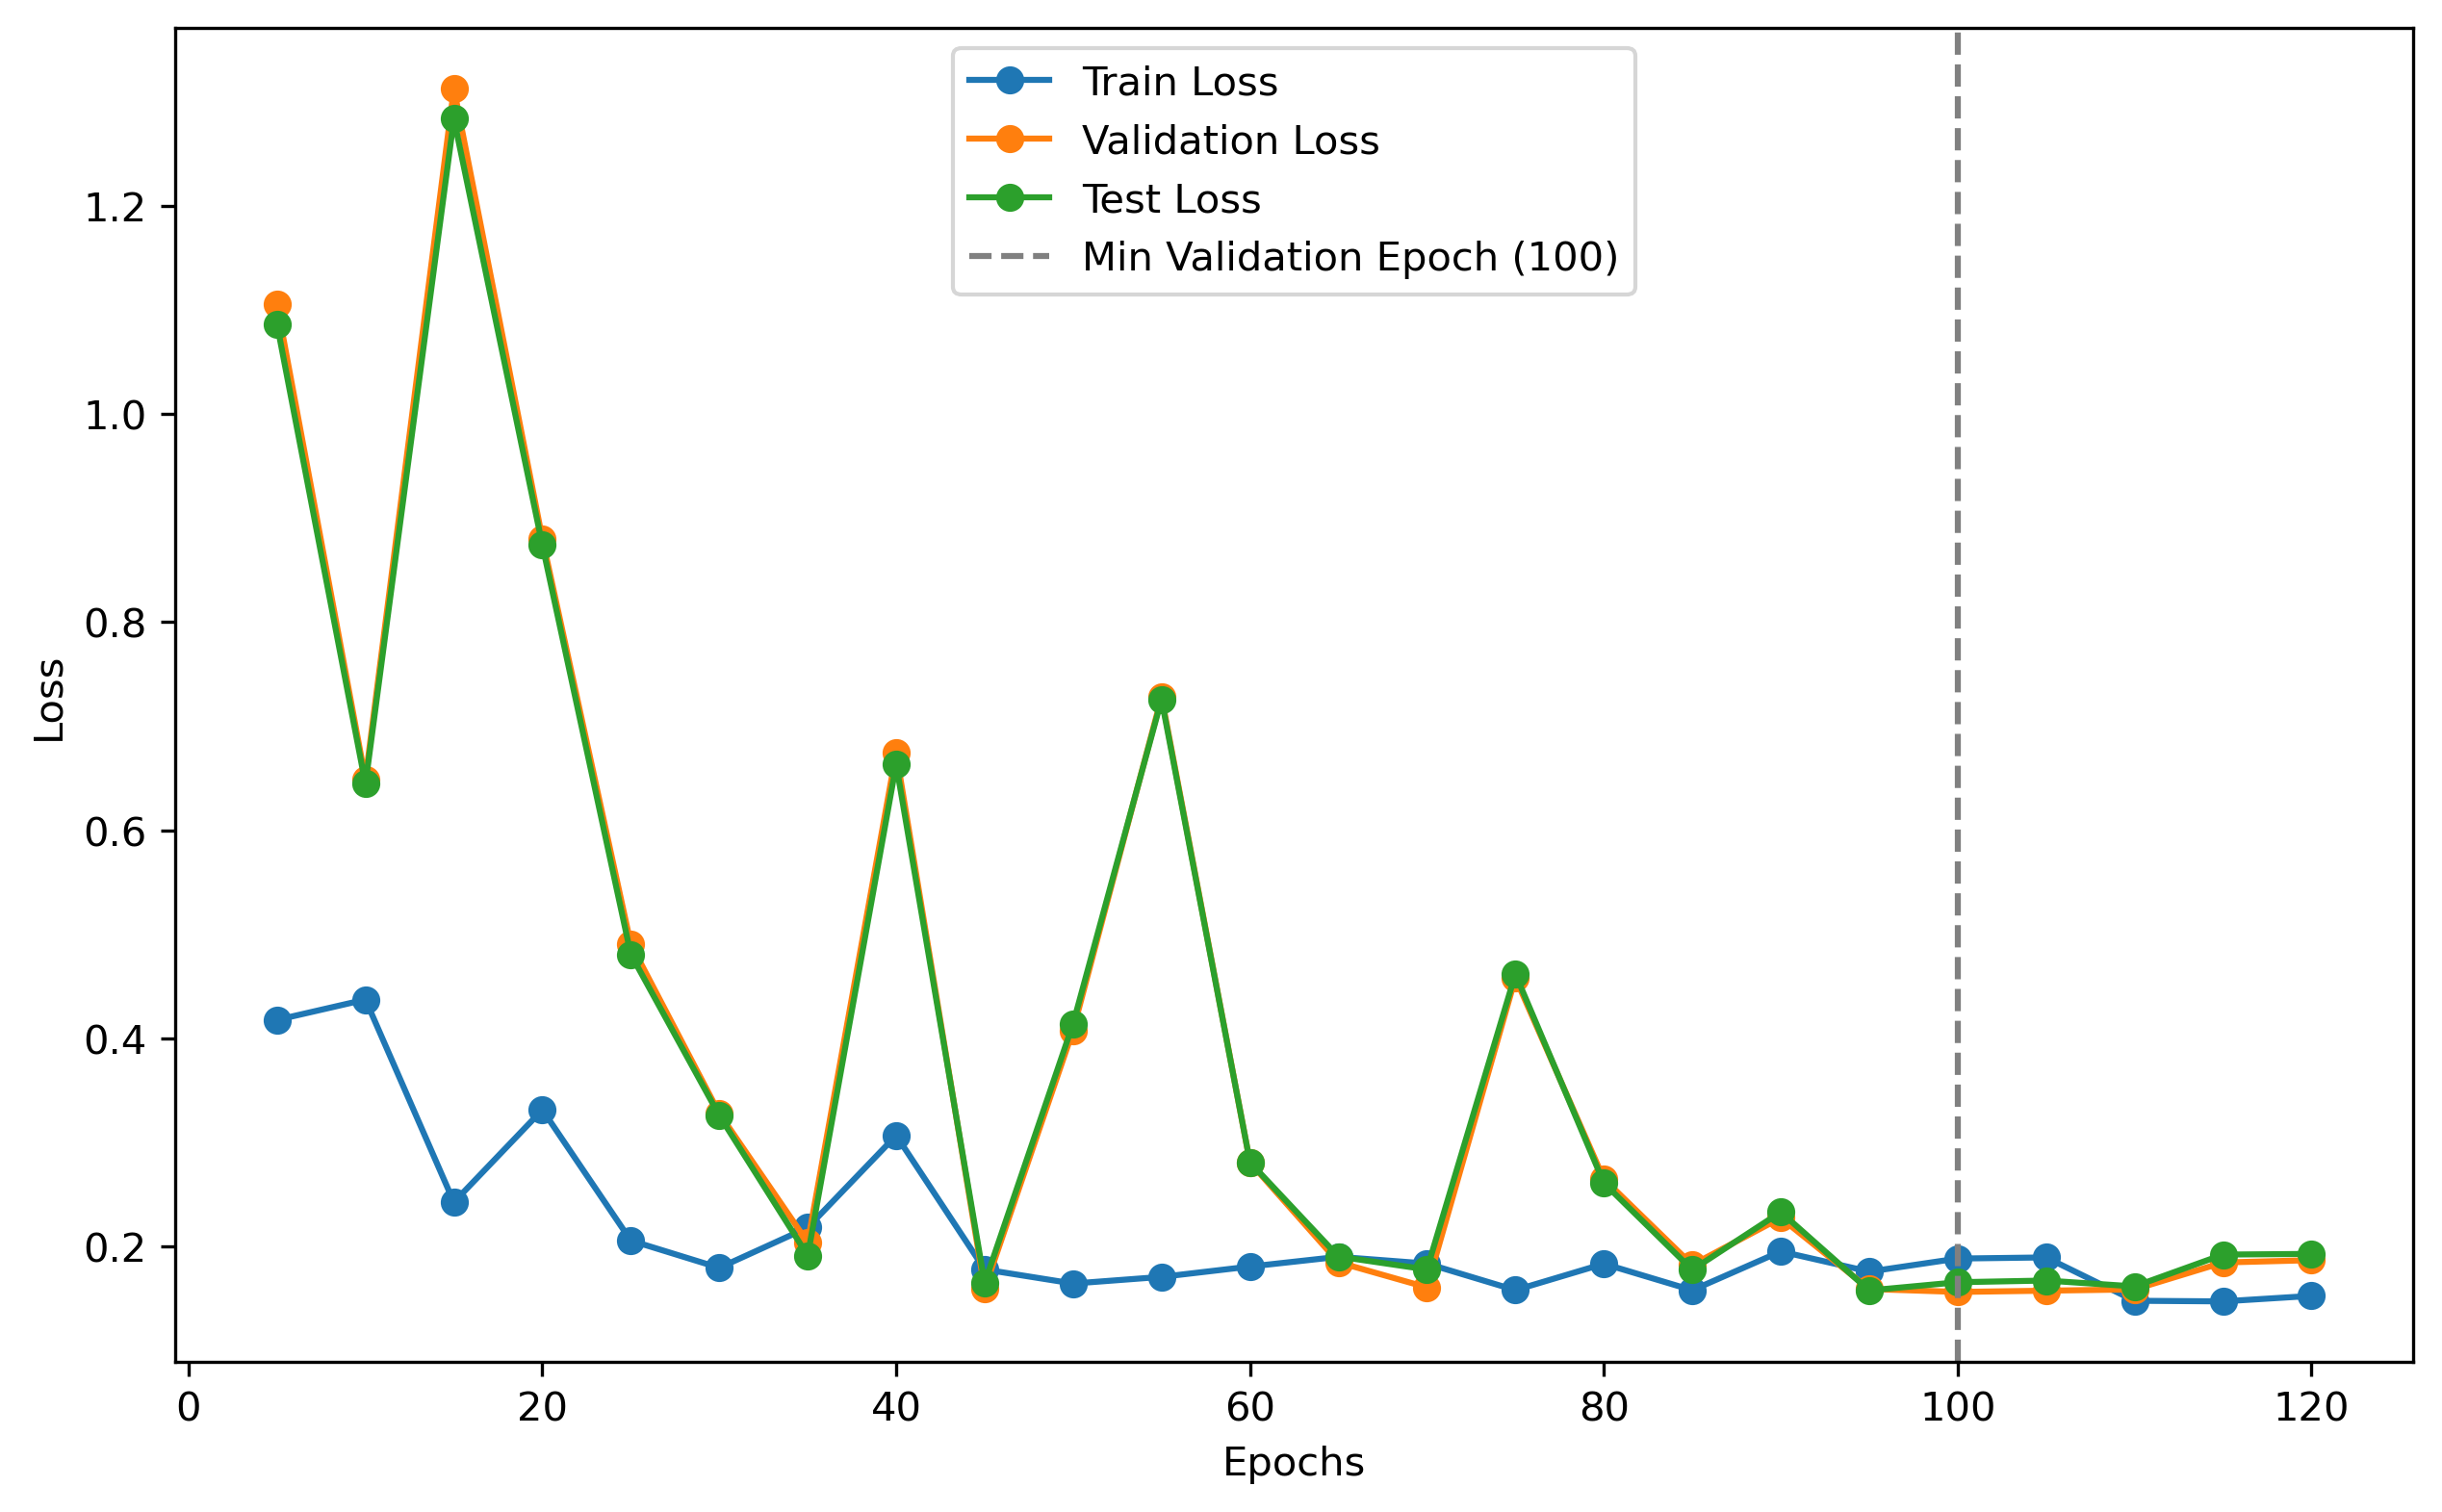 Train Loss
Validation Loss
Test Loss
Min Validation Epoch (100)
1.2
1.0
0.8
0.6
0.4
0.2
Loss
0 20 40 60 80 100 120
Epochs